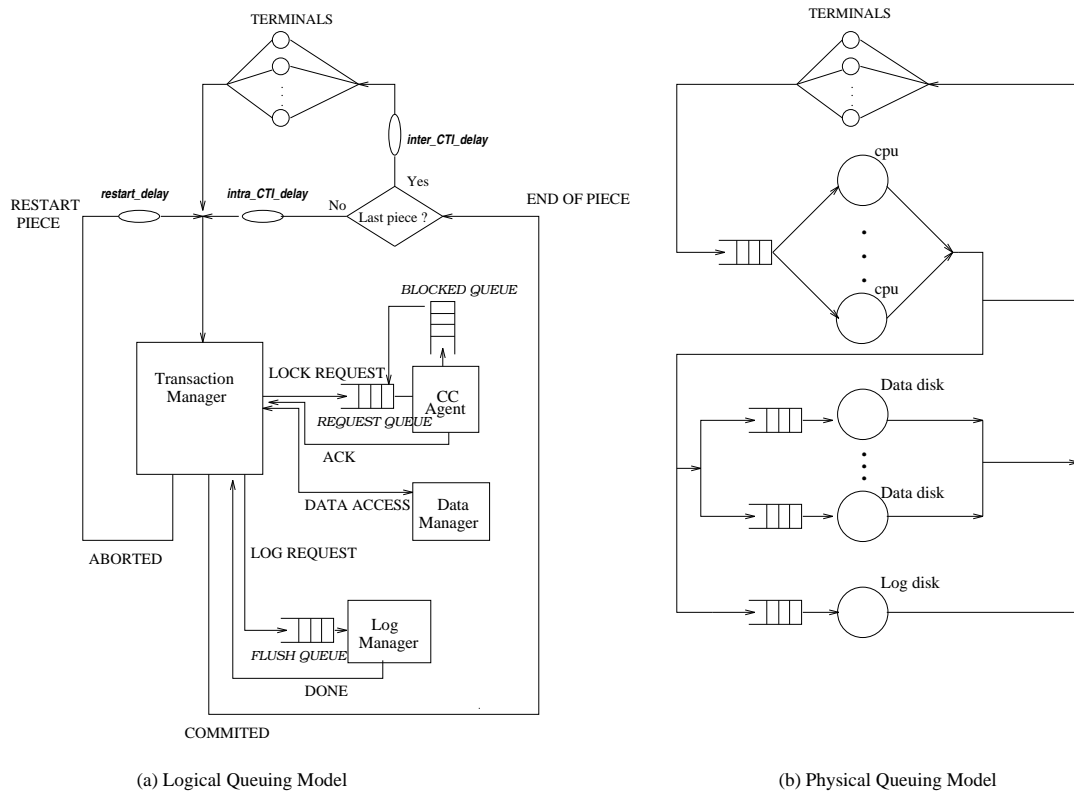 TERMINALS
inter_CTI_delay
Yes
restart_delay
intra_CTI_delay
RESTART
PIECE
No
Last piece ?
END OF PIECE
BLOCKED QUEUE
Transaction
Manager
LOCK REQUEST
CC
Agent
REQUEST QUEUE
ACK
DATA ACCESS
Data
Manager
ABORTED
LOG REQUEST
Log
Manager
FLUSH QUEUE
DONE
COMMITED
(a) Logical Queuing Model
TERMINALS
cpu
cpu
Data disk
Data disk
Log disk
(b) Physical Queuing Model